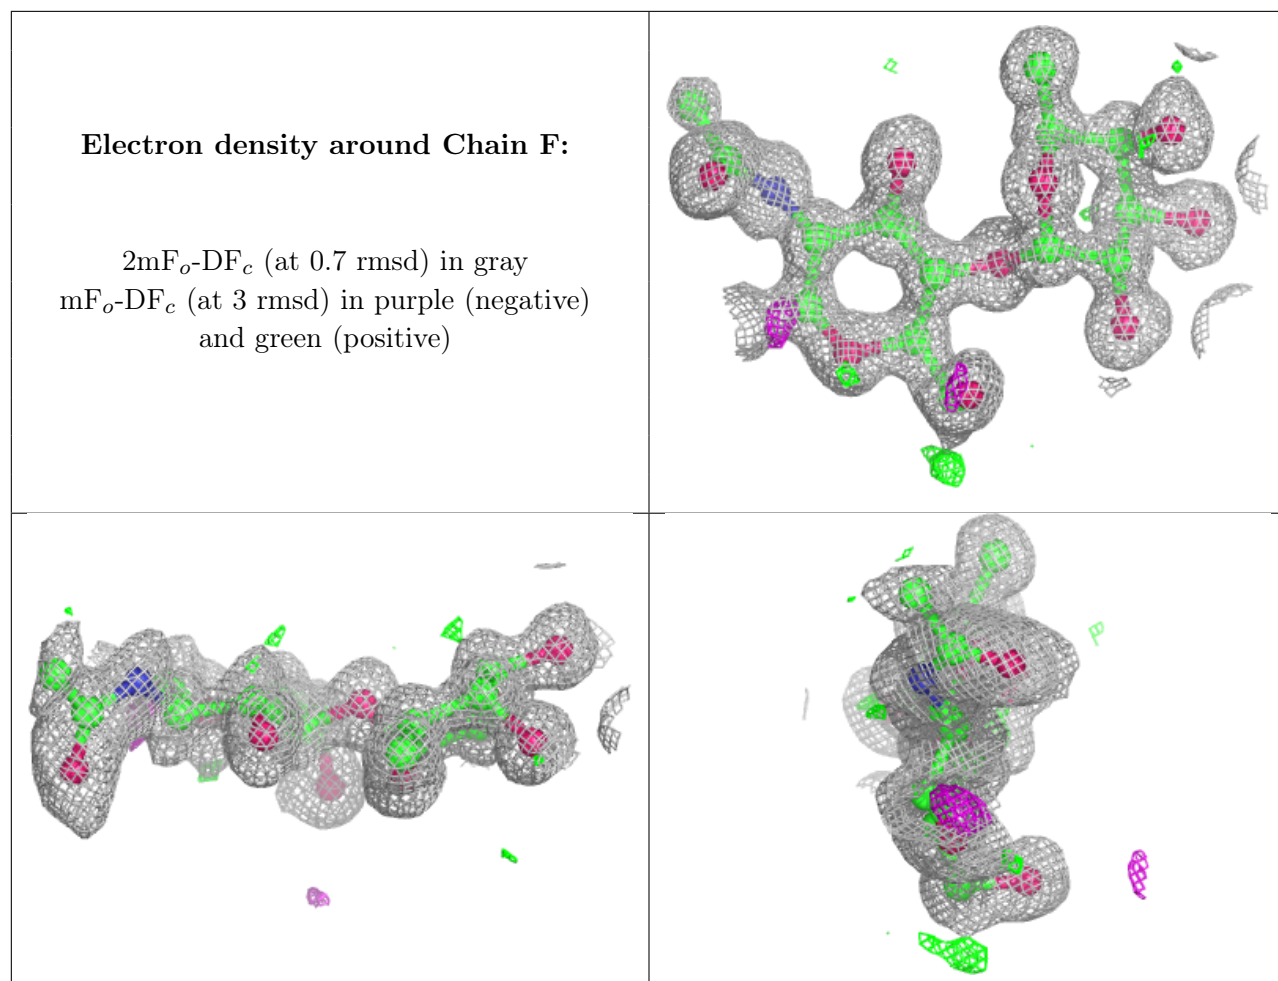 Electron density around Chain F:
2mFo-DFc (at 0.7 rmsd) in gray
mFo-DFc (at 3 rmsd) in purple (negative)
and green (positive)